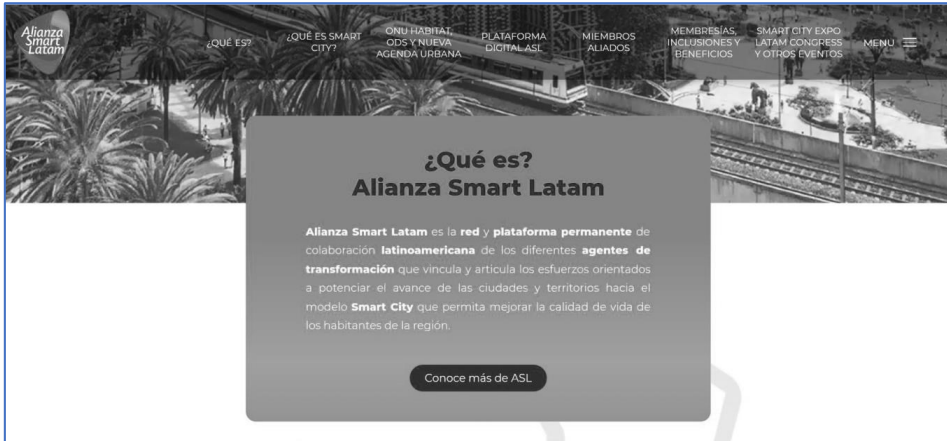 Alianza
Smart
Latam
¿QUÉ ES?
¿QUÉ ES SMART
CITY?
ONU HABITAT,
ODS Y NUEVA
AGENDA URBANA
PLATAFORMA
DIGITAL ASL
MIEMBROS
ALIADOS
MEMBRESÍAS,
INCLUSIONES Y
BENEFICIOS
SMART CITY EXPO
LATAM CONGRESS
Y OTROS EVENTOS
MENU
¿Qué es?
Alianza Smart Latam
Alianza Smart Latam es la red y plataforma permanente de
colaboración latinoamericana de los diferentes agentes de
transformación que vincula y articula los esfuerzos orientados
a potenciar el avance de las ciudades y territorios hacia el
modelo Smart City que permita mejorar la calidad de vida de
los habitantes de la región.
Conoce más de ASL